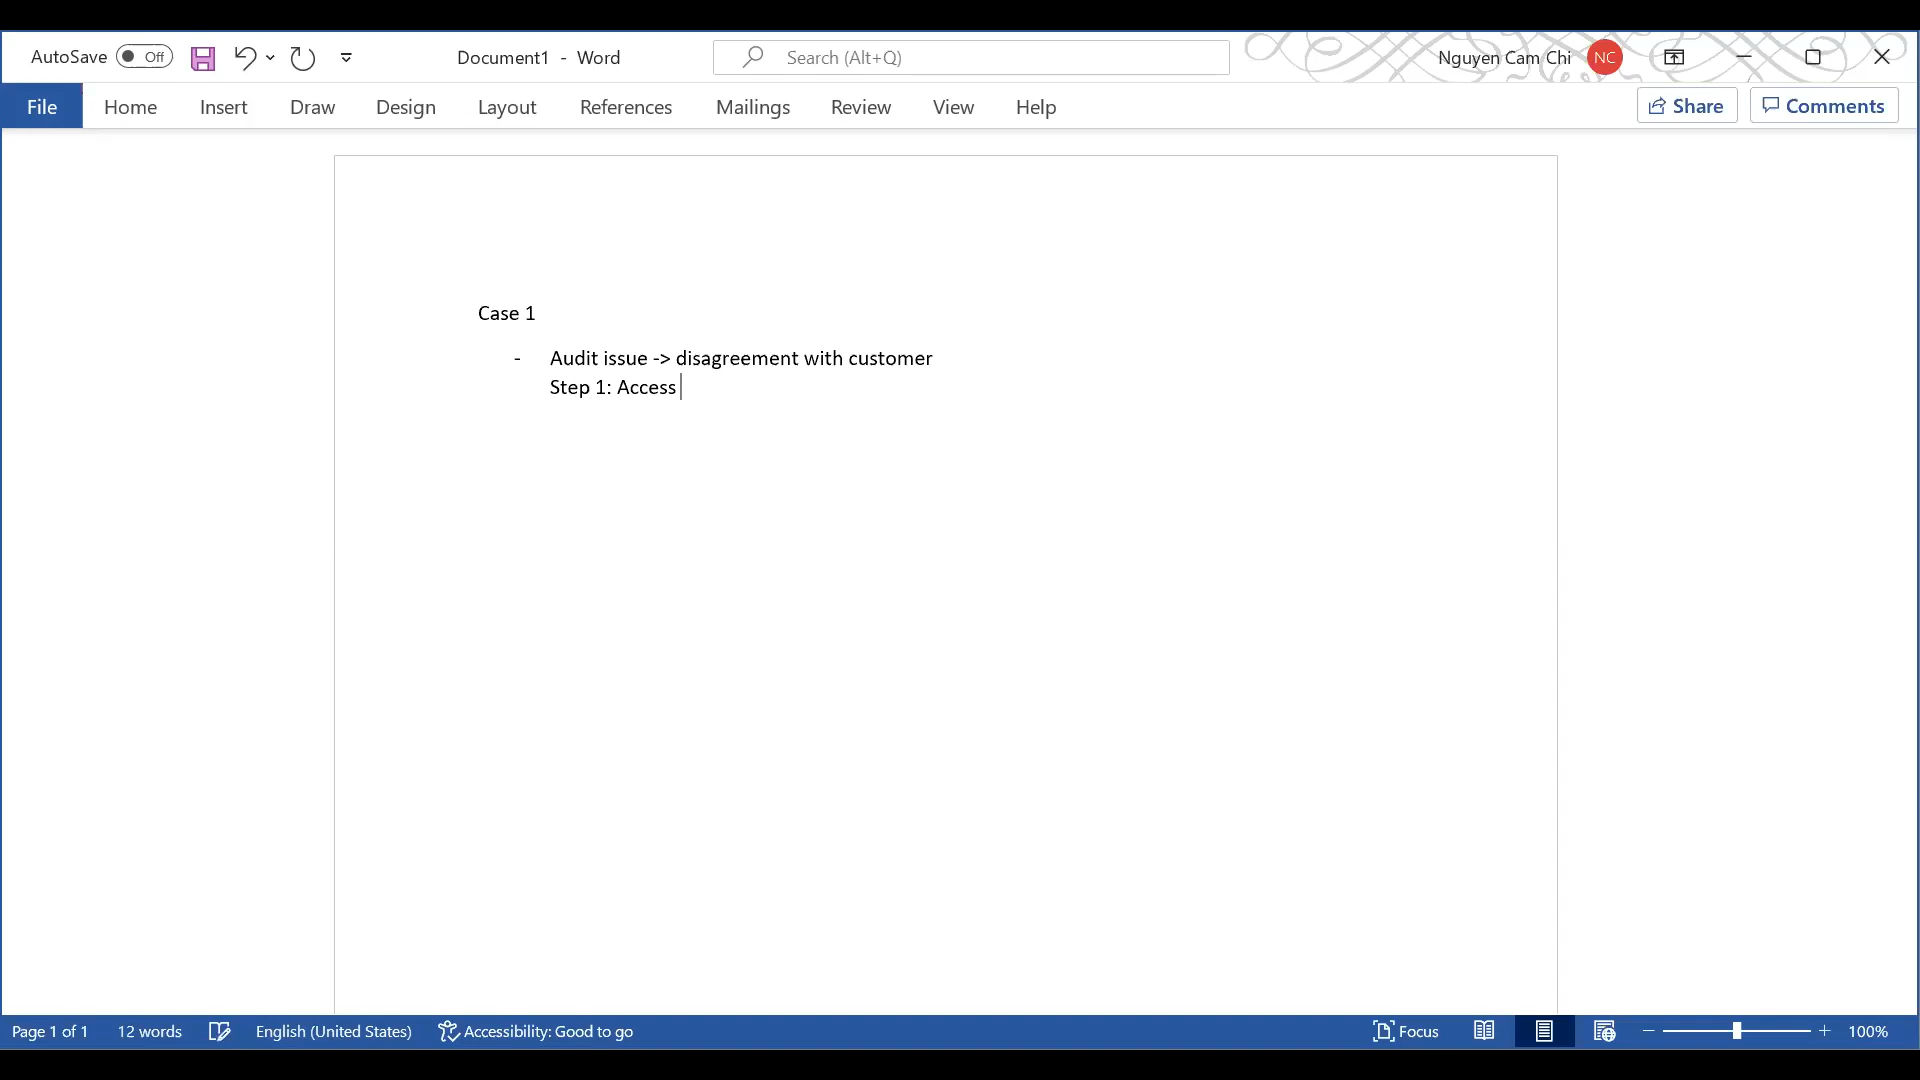 AutoSave Off Document1 - Word Search (Alt+Q) Nguyen Cam Chi NC
File Home Insert Draw Design Layout References Mailings Review View Help Share Comments
Case 1
- Audit issue -> disagreement with customer
Step 1: Access
Page 1 of 1 12 words English (United States) Accessibility: Good to go Focus 100%